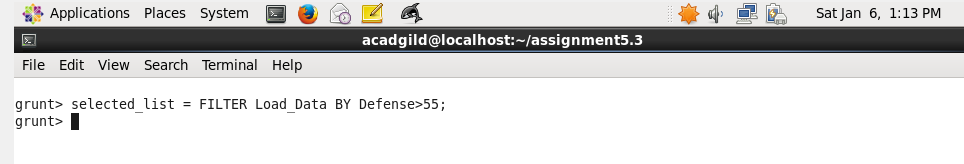 Applications Places System Sat Jan 6, 1:13 PM
acadgild@localhost:~/assignment5.3
File Edit View Search Terminal Help
grunt> selected_list = FILTER Load_Data BY Defense>55;
grunt>